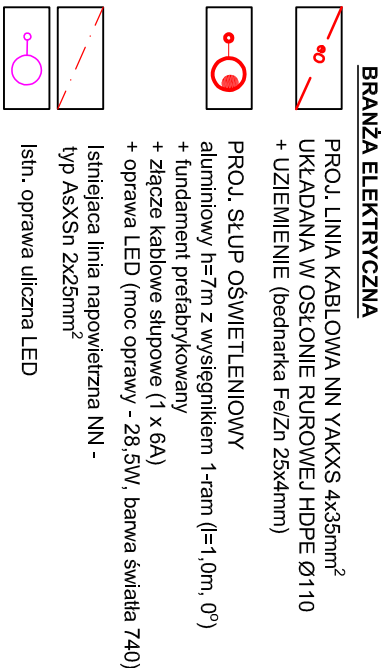 BRANŻA ELEKTRYCZNA
PROJ. LINIA KABLOWA NN YAKXS 4x35mm²
UKŁADANA W OSŁONIE RUROWEJ HDPE Ø110
+ UZIEMIENIE (bednarka Fe/Zn 25x4mm)
PROJ. SŁUP OŚWIETLENIOWY
aluminiowy h=7m z wysięgnikiem 1-ram (l=1,0m, 0°)
+ fundament prefabrykowany
+ złącze kablowe słupowe (1 x 6A)
+ oprawa LED (moc oprawy - 28,5W, barwa światła 740)
Istniejaca linia napowietrzna NN -
typ AsXSn 2x25mm²
Istn. oprawa uliczna LED